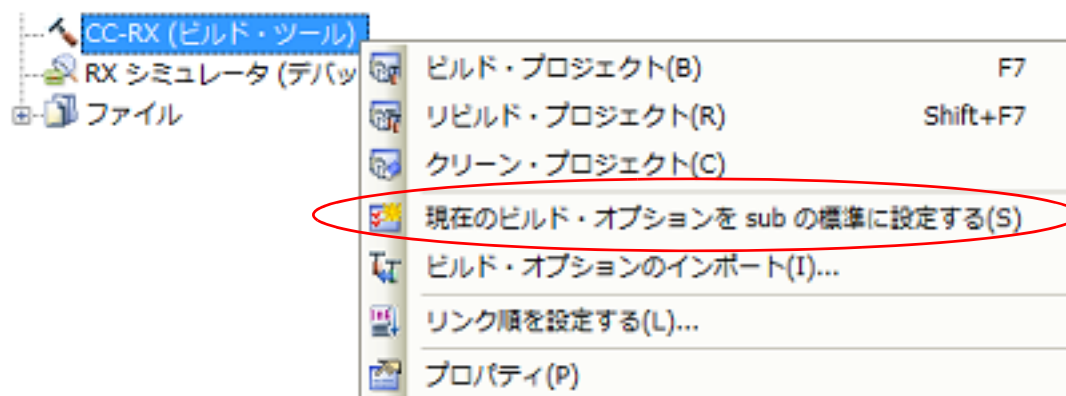 CC-RX (ビルド・ツール)
RX シミュレータ (デバッ
ファイル
ビルド・プロジェクト(B) F7
リビルド・プロジェクト(R) Shift+F7
クリーン・プロジェクト(C)
現在のビルド・オプションを sub の標準に設定する(S)
ビルド・オプションのインポート(I)...
リンク順を設定する(L)...
プロパティ(P)